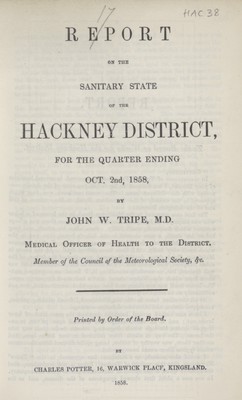 17
HAC 38
REPORT
ON THE
SANITARY STATE
OF THE
HACKNEY DISTRICT,
FOR THE QUARTER ENDING
OCT. 2nd, 1858,
BY
JOHN W. TRIPE, M.D.
MEDICAL OFFICER OF HEALTH TO THE DISTRICT,
Member of the Council of the Meteorological Society, &c.
Printed by Order of the Board.
BY
CHARLES POTTER, 16, WARWICK PLACE, KINGSLAND.
1858.